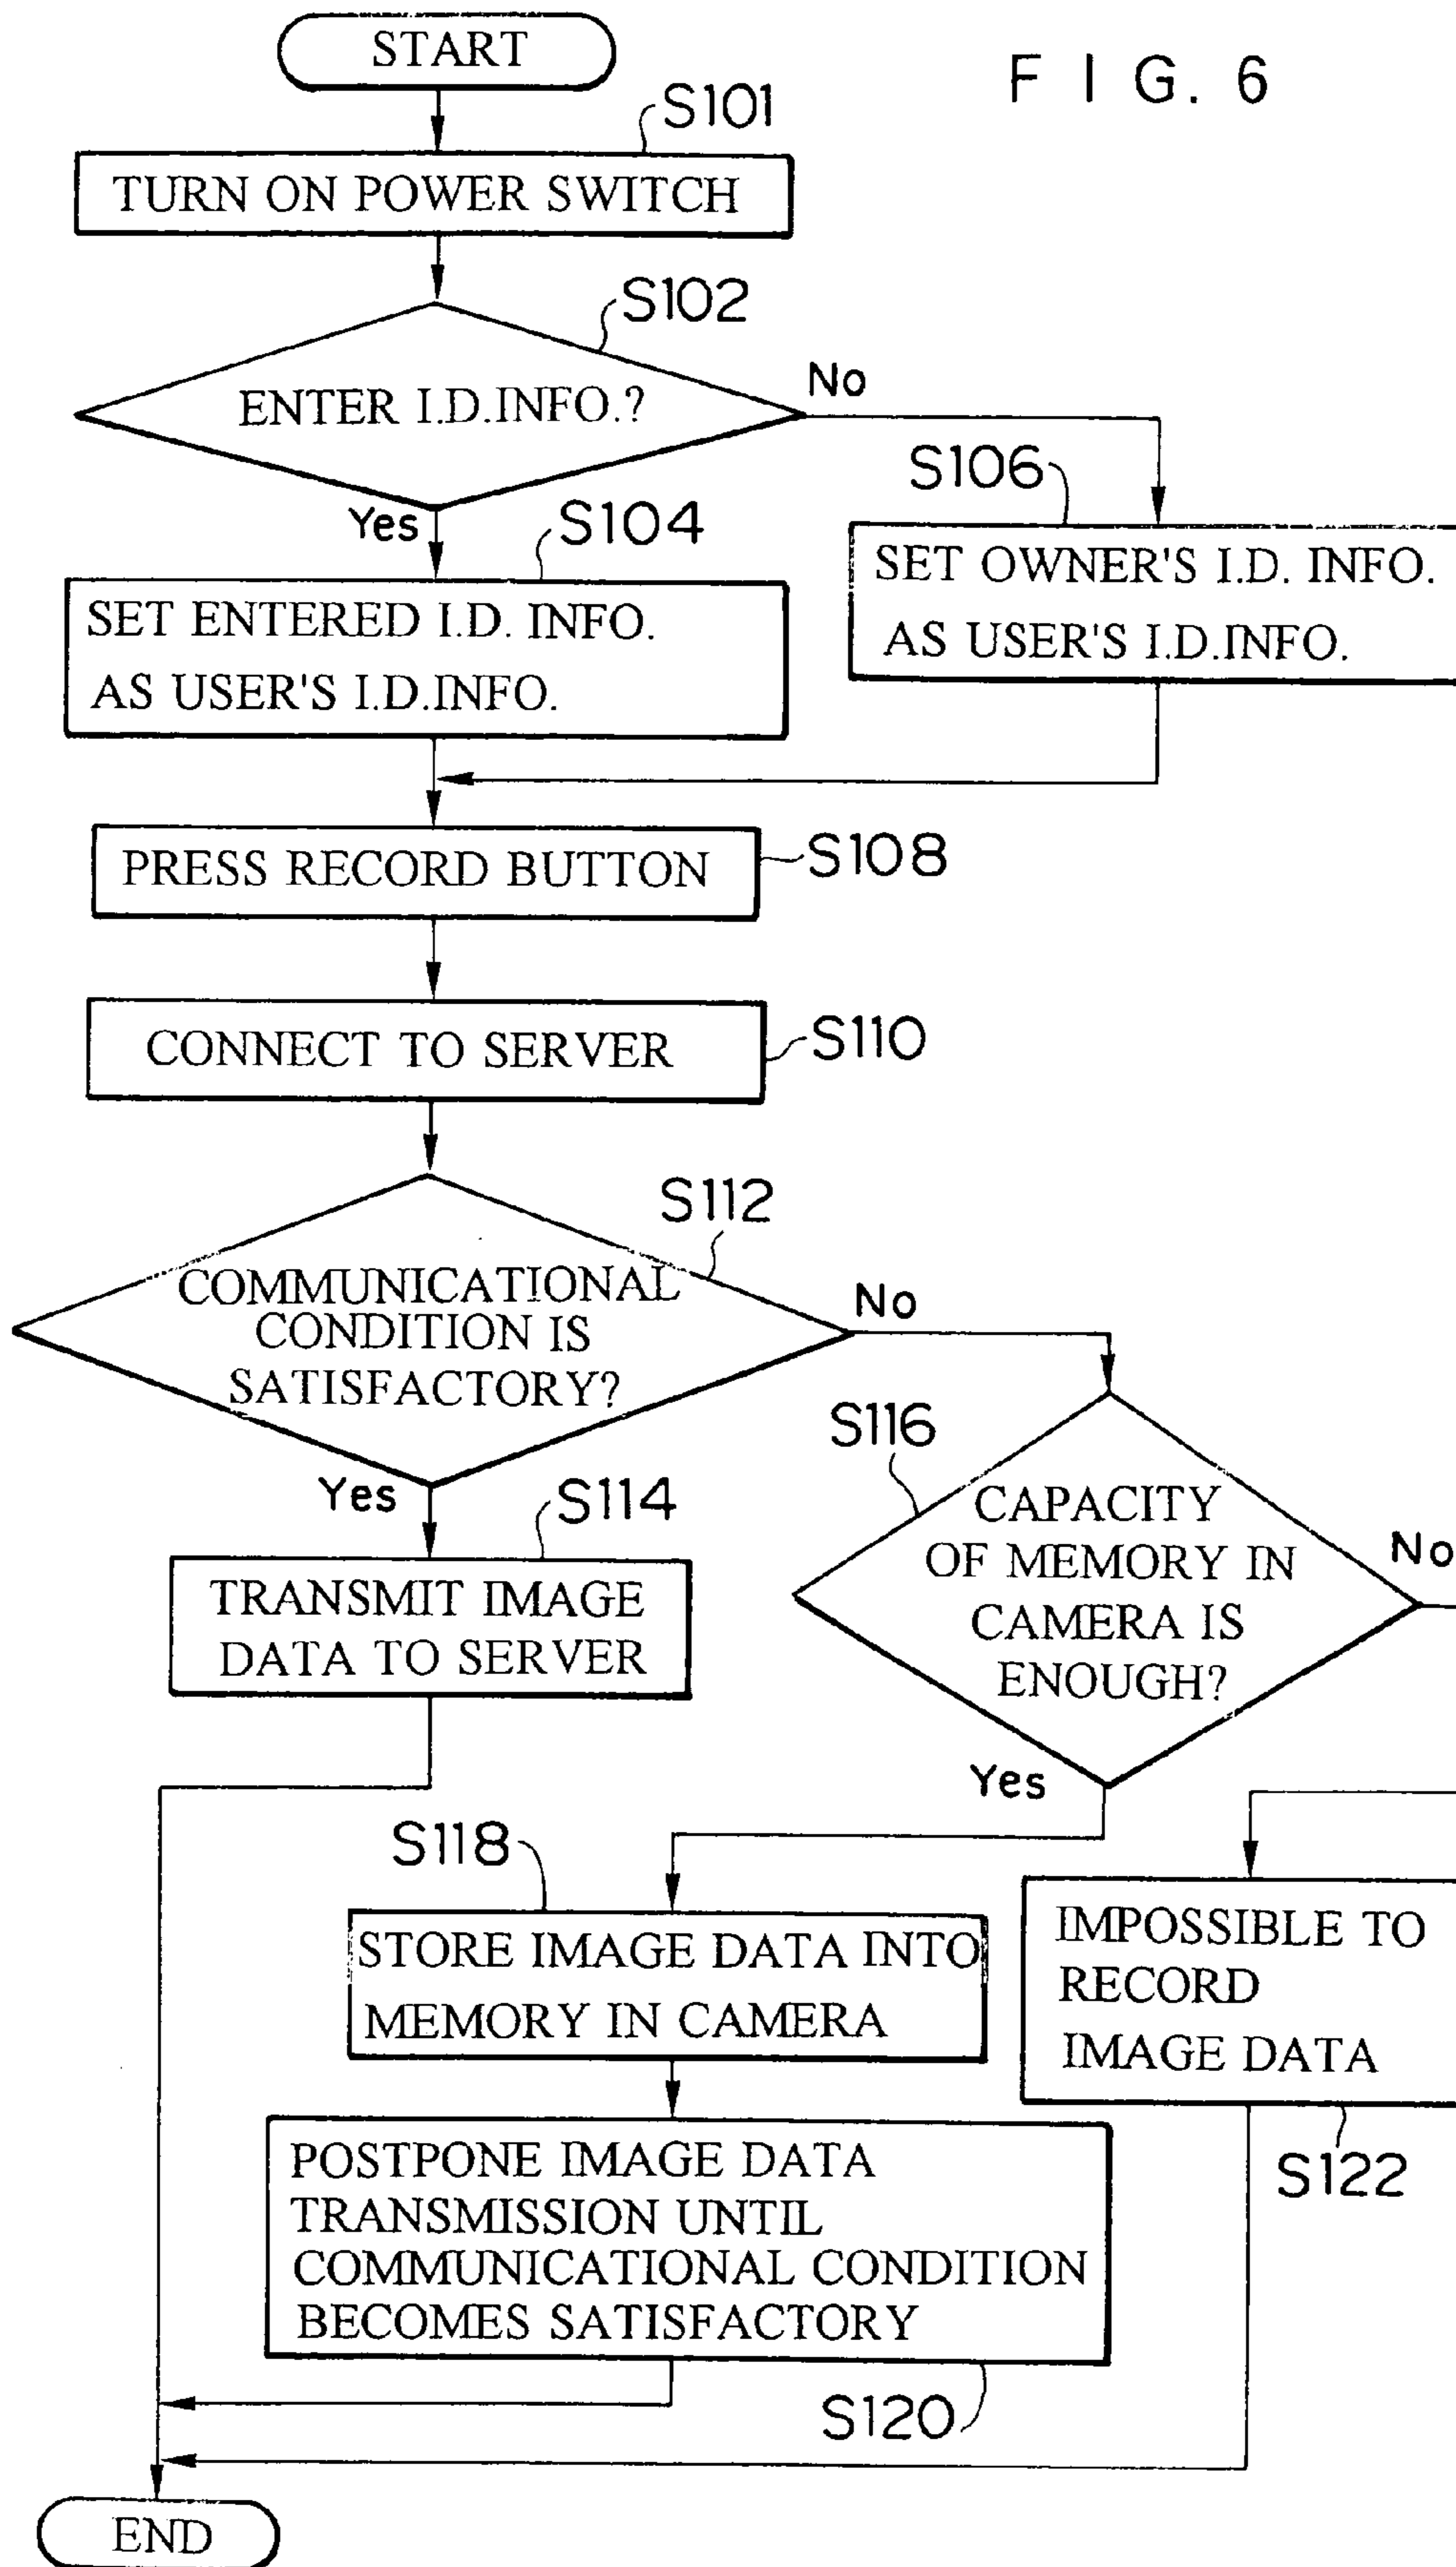 START
F I G. 6
S101
TURN ON POWER SWITCH
S102
ENTER I.D.INFO.?
No
Yes
S104
S106
SET ENTERED I.D. INFO.
AS USER'S I.D.INFO.
SET OWNER'S I.D. INFO.
AS USER'S I.D.INFO.
PRESS RECORD BUTTON
S108
CONNECT TO SERVER
S110
S112
COMMUNICATIONAL
CONDITION IS
SATISFACTORY?
No
Yes
S114
TRANSMIT IMAGE
DATA TO SERVER
S116
CAPACITY
OF MEMORY IN
CAMERA IS
ENOUGH?
No
Yes
S118
STORE IMAGE DATA INTO
MEMORY IN CAMERA
IMPOSSIBLE TO
RECORD
IMAGE DATA
S122
POSTPONE IMAGE DATA
TRANSMISSION UNTIL
COMMUNICATIONAL CONDITION
BECOMES SATISFACTORY
S120
END